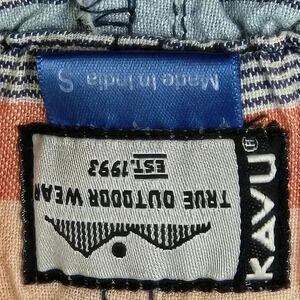 KAVU
TRUE OUTDOOR WEAR
EST. 1993
Made In India S